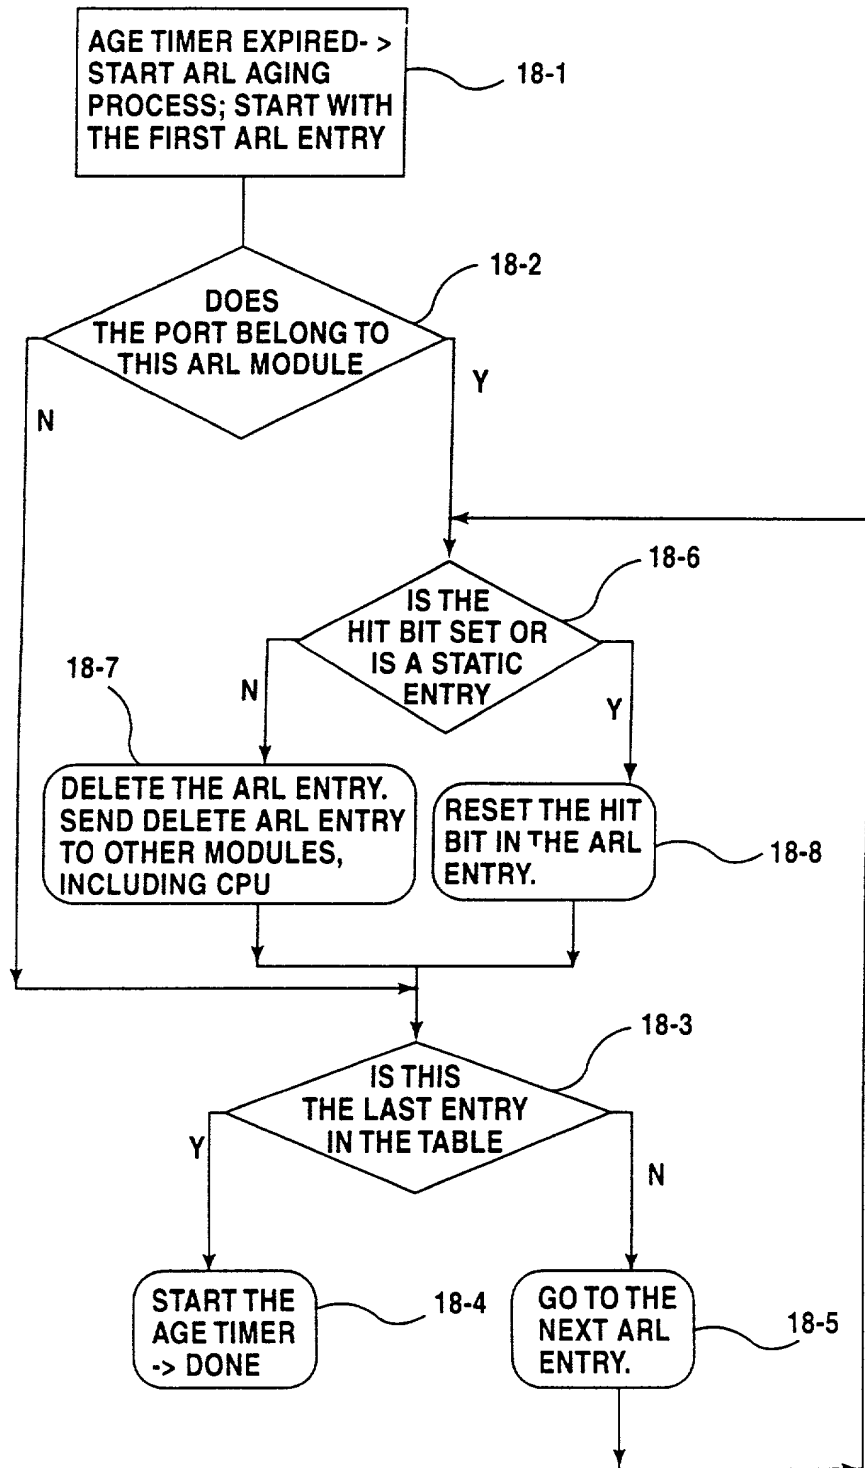 AGE TIMER EXPIRED- >
START ARL AGING
PROCESS; START WITH
THE FIRST ARL ENTRY
18-1
18-2
DOES
THE PORT BELONG TO
THIS ARL MODULE
Y
N
18-6
IS THE
HIT BIT SET OR
IS A STATIC
ENTRY
18-7
N
Y
DELETE THE ARL ENTRY.
SEND DELETE ARL ENTRY
TO OTHER MODULES,
INCLUDING CPU
RESET THE HIT
BIT IN THE ARL
ENTRY.
18-8
18-3
IS THIS
THE LAST ENTRY
IN THE TABLE
Y
N
START THE
AGE TIMER
-> DONE
18-4
GO TO THE
NEXT ARL
ENTRY.
18-5